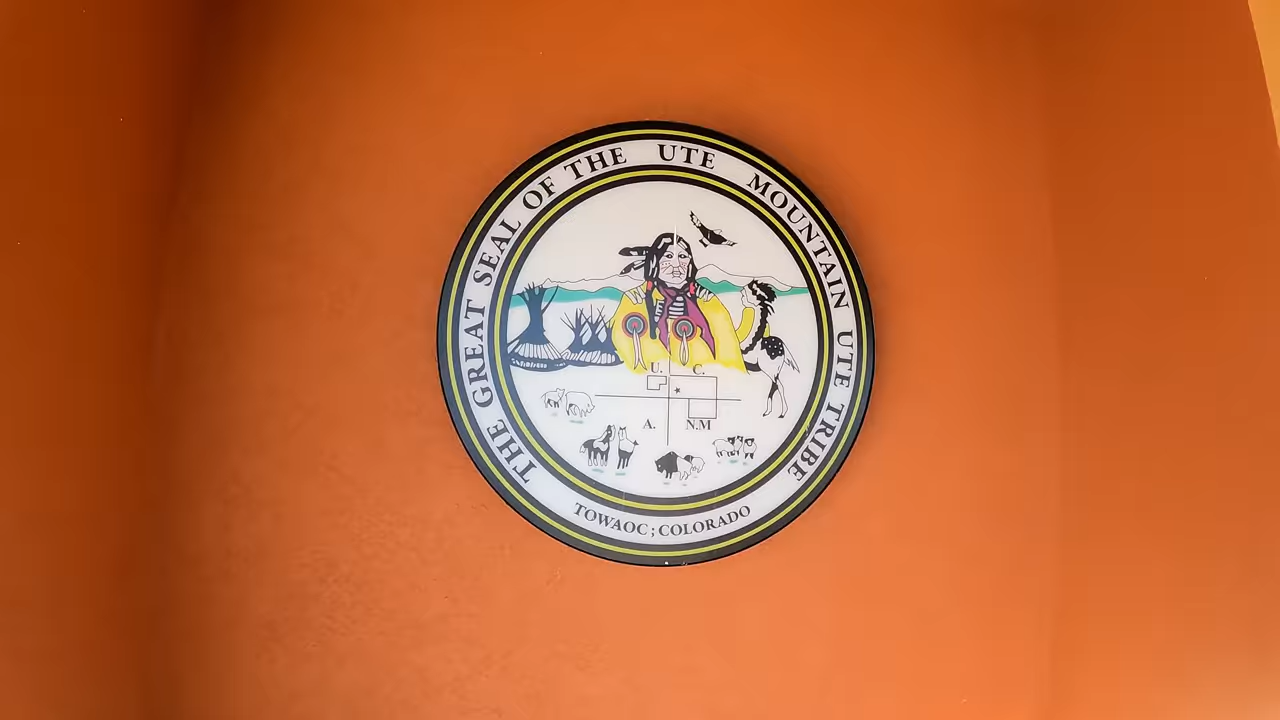 THE GREAT SEAL OF THE UTE MOUNTAIN UTE TRIBE
U. C.
A. N.M
TOWAOC; COLORADO